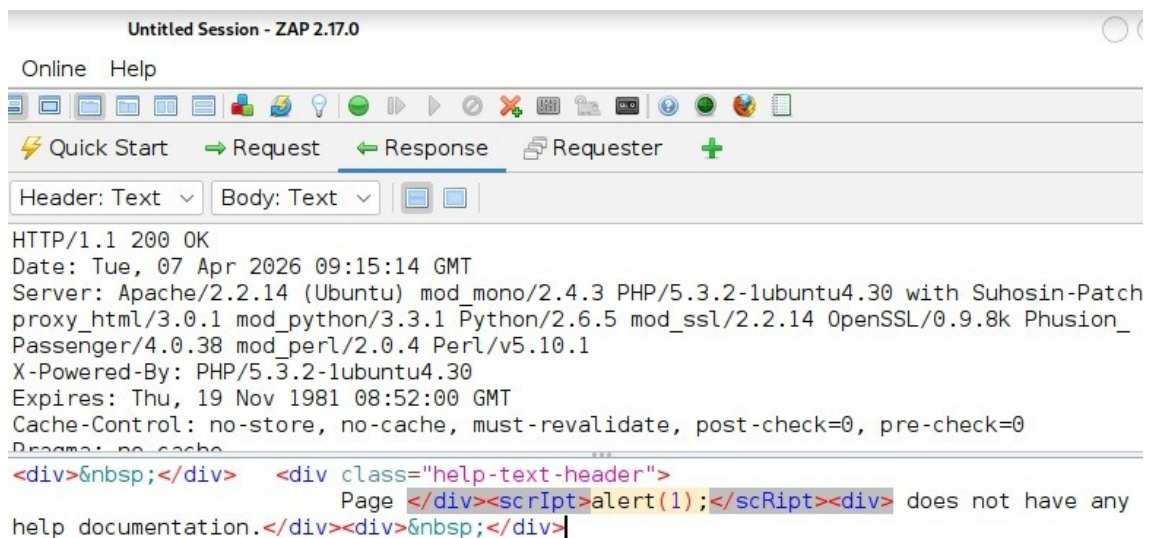 Untitled Session - ZAP 2.17.0
Online Help
Quick Start Request Response Requester
Header: Text Body: Text
HTTP/1.1 200 OK
Date: Tue, 07 Apr 2026 09:15:14 GMT
Server: Apache/2.2.14 (Ubuntu) mod_mono/2.4.3 PHP/5.3.2-1ubuntu4.30 with Suhosin-Patch
proxy_html/3.0.1 mod_python/3.3.1 Python/2.6.5 mod_ssl/2.2.14 OpenSSL/0.9.8k Phusion_
Passenger/4.0.38 mod_perl/2.0.4 Perl/v5.10.1
X-Powered-By: PHP/5.3.2-1ubuntu4.30
Expires: Thu, 19 Nov 1981 08:52:00 GMT
Cache-Control: no-store, no-cache, must-revalidate, post-check=0, pre-check=0
Pragma: no-cache
<div>&nbsp;</div> <div class="help-text-header">
Page </div><scrIpt>alert(1);</scRipt><div> does not have any
help documentation.</div><div>&nbsp;</div>